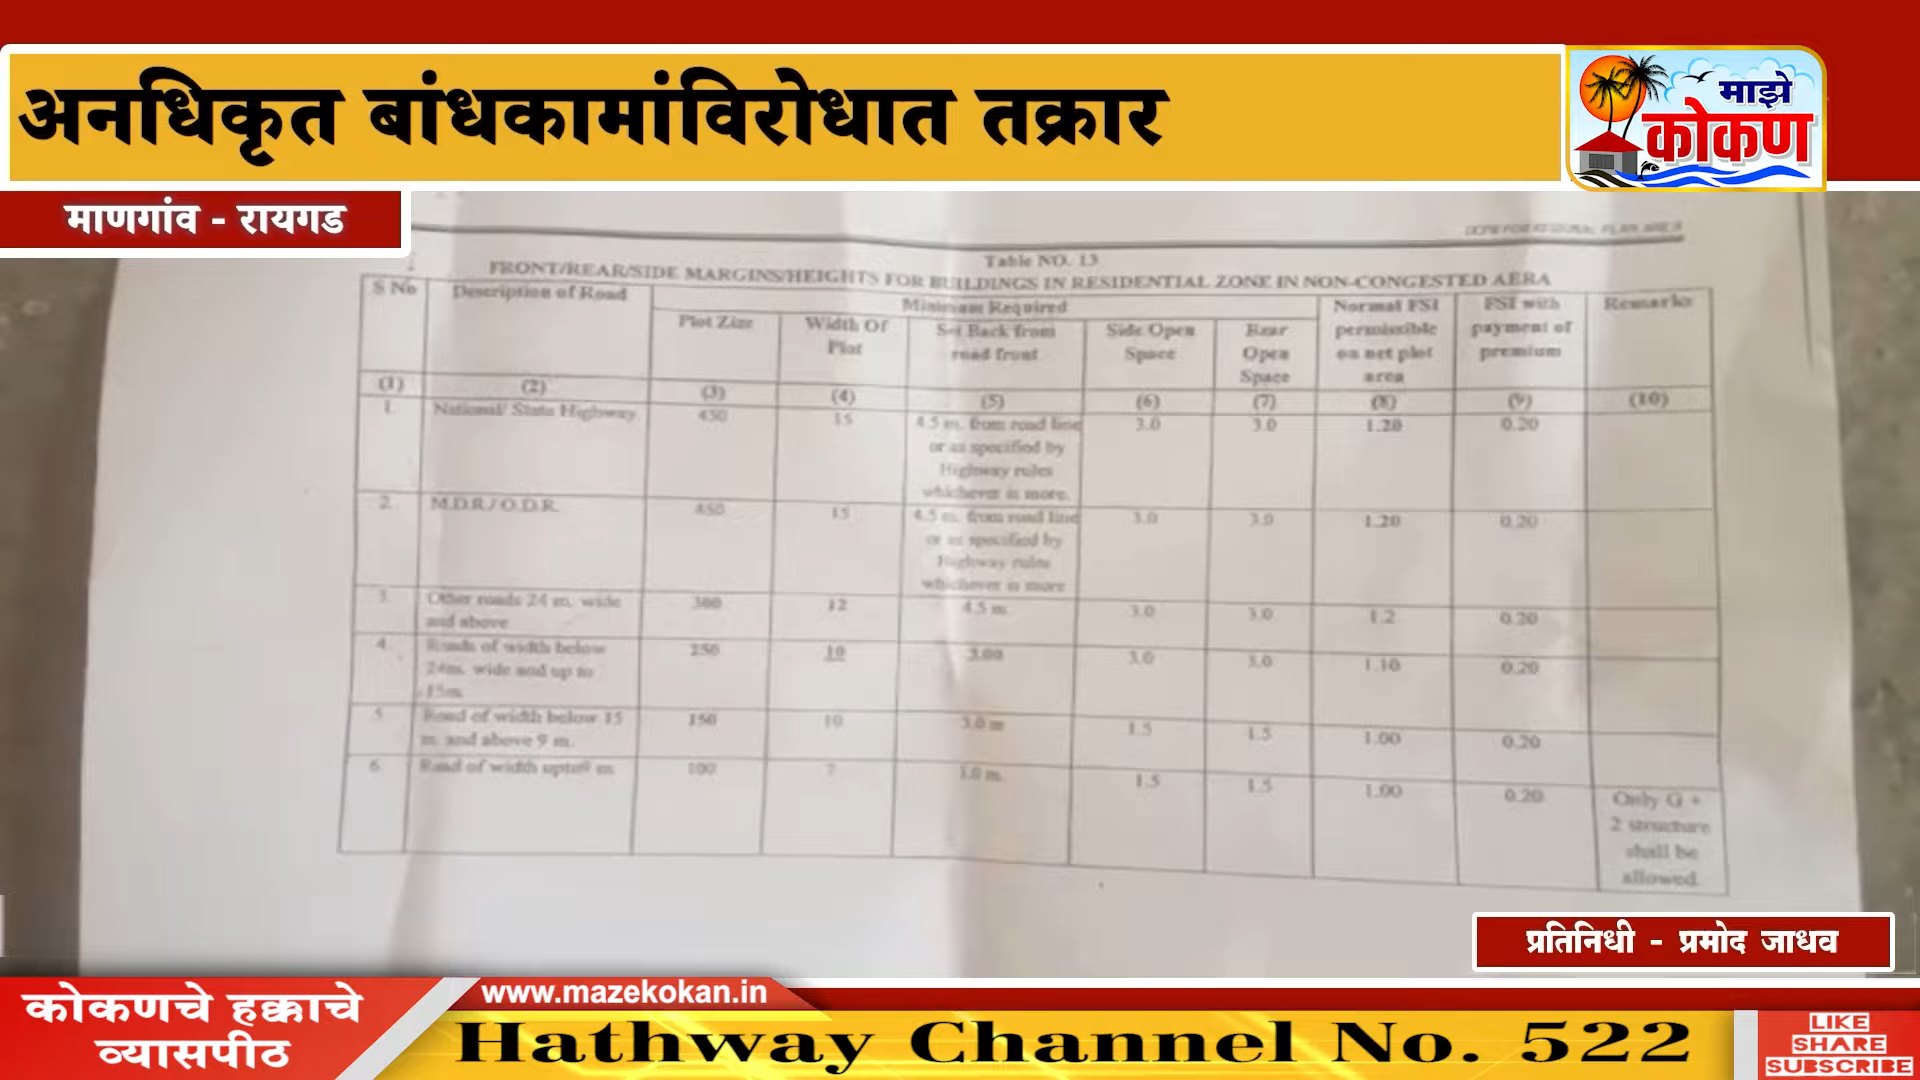 अनधिकृत बांधकामांविरोधात तक्रार
माझे
कोकण
माणगांव - रायगड
DCPR FOR REGIONAL PLAN AREA
Table NO. 13
FRONT/REAR/SIDE MARGINS/HEIGHTS FOR BUILDINGS IN RESIDENTIAL ZONE IN NON-CONGESTED AERA
S No Description of Road Minimum Required Normal FSI permissible on net plot area FSI with payment of premium Remarks
Plot Zize Width Of Plot Set Back from road front Side Open Space Rear Open Space
(1) (2) (3) (4) (5) (6) (7) (8) (9) (10)
1. National/ State Highway 450 15 4.5 m. from road line or as specified by Highway rules whichever is more. 3.0 3.0 1.20 0.20
2. M.D.R./ O.D.R. 450 15 4.5 m. from road line or as specified by Highway rules whichever is more 3.0 3.0 1.20 0.20
3. Other roads 24 m. wide and above 300 12 4.5 m. 3.0 3.0 1.2 0.20
4. Roads of width below 24m. wide and up to 15m. 250 10 3.00 3.0 3.0 1.10 0.20
5. Road of width below 15 m. and above 9 m. 150 10 3.0 m 1.5 1.5 1.00 0.20
6. Road of width upto9 m 100 7 m. 1.5 1.5 1.00 0.20 Only G + 2 structure shall be allowed.
प्रतिनिधी - प्रमोद जाधव
कोकणचे हक्काचे
व्यासपीठ
www.mazekokan.in
Hathway Channel No. 522
LIKE
SHARE
SUBSCRIBE